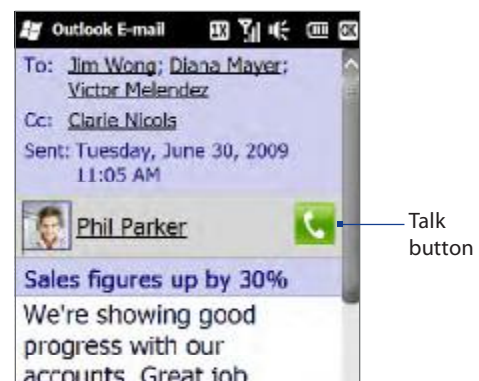 Outlook E-mail 1X OK
To: Jim Wong; Diana Mayer;
Victor Melendez
Cc: Clarie Nicols
Sent: Tuesday, June 30, 2009
11:05 AM
Phil Parker
Talk
button
Sales figures up by 30%
We're showing good
progress with our
accounts. Great job